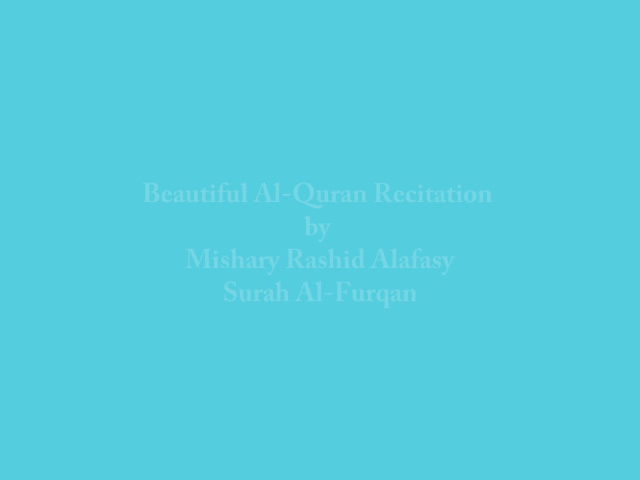 Beautiful Al-Quran Recitation
by
Mishary Rashid Alafasy
Surah Al-Furqan